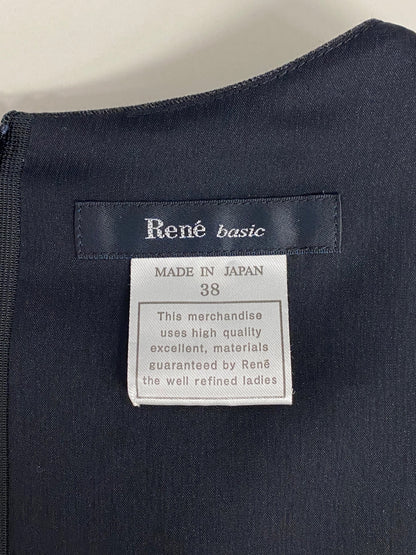 René basic
MADE IN JAPAN
38
This merchandise
uses high quality
excellent, materials
guaranteed by René
the well refined ladies